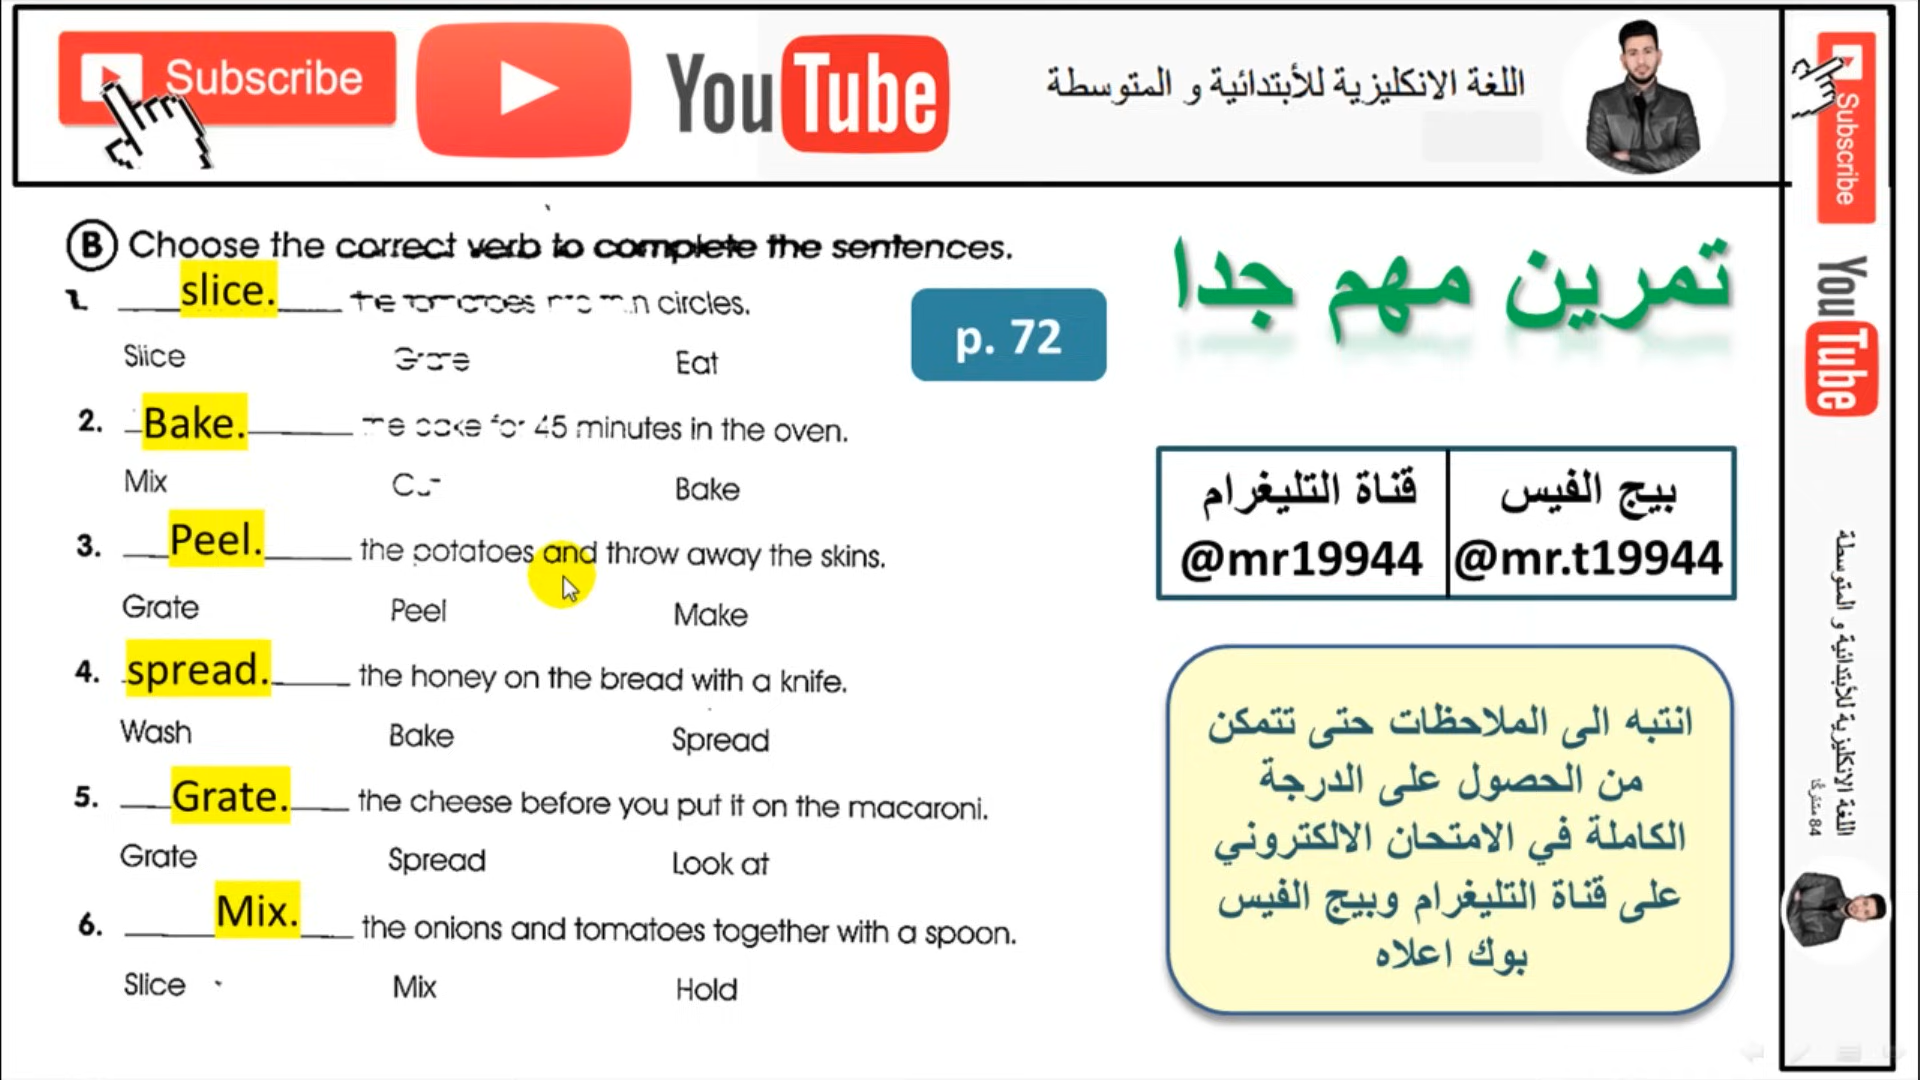 Subscribe
YouTube
اللغة الانكليزية للأبتدائية و المتوسطة
B Choose the correct verb to complete the sentences.
slice. circles.
Slice Eat
2. Bake. for 45 minutes in the oven.
Mix Bake
3. Peel. the potatoes and throw away the skins.
Grate Peel Make
4. spread. the honey on the bread with a knife.
Wash Bake Spread
5. Grate. the cheese before you put it on the macaroni.
Grate Spread Look at
6. Mix. the onions and tomatoes together with a spoon.
Slice Mix Hold
p. 72
تمرين مهم جدا
بيج الفيس
@mr.t19944
قناة التليغرام
@mr19944
انتبه الى الملاحظات حتى تتمكن
من الحصول على الدرجة
الكاملة في الامتحان الالكتروني
على قناة التليغرام وبيج الفيس
بوك اعلاه
Subscribe
YouTube
اللغة الانكليزية للأبتدائية و المتوسطة